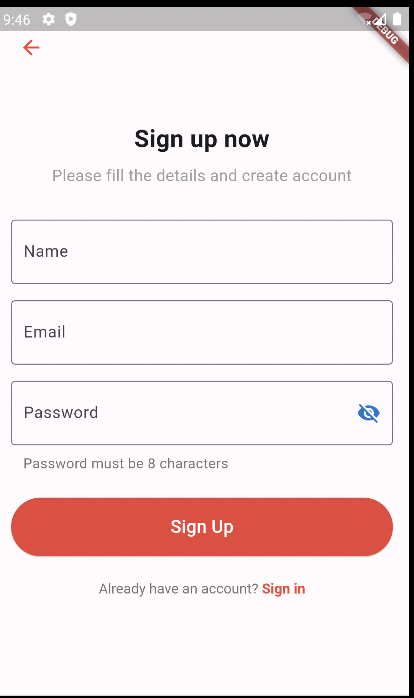 9:46
DEBUG
Sign up now
Please fill the details and create account
Name
Email
Password
Password must be 8 characters
Sign Up
Already have an account? Sign in